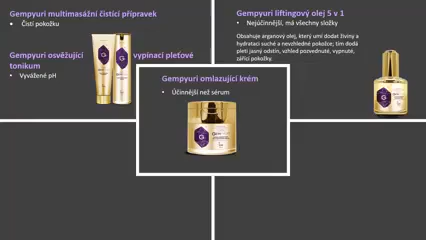 Gempyuri multimasážní čistící přípravek
• Čistí pokožku
Gempyuri osvěžující vypínací pleťové
tonikum
• Vyvážené pH
Gempyuri liftingový olej 5 v 1
• Nejúčinnější, má všechny složky
Obsahuje arganový olej, který umí dodat živiny a
hydrataci suché a nevzhledné pokožce; tím dodá
pleti jasný odstín, vzhled pozvednuté, vypnuté,
zářící pokožky.
Gempyuri omlazující krém
• Účinnější než sérum